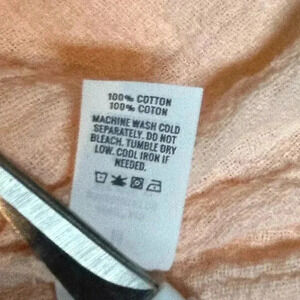 100% COTTON
100% COTON
MACHINE WASH COLD
SEPARATELY. DO NOT
BLEACH. TUMBLE DRY
LOW. COOL IRON IF
NEEDED.